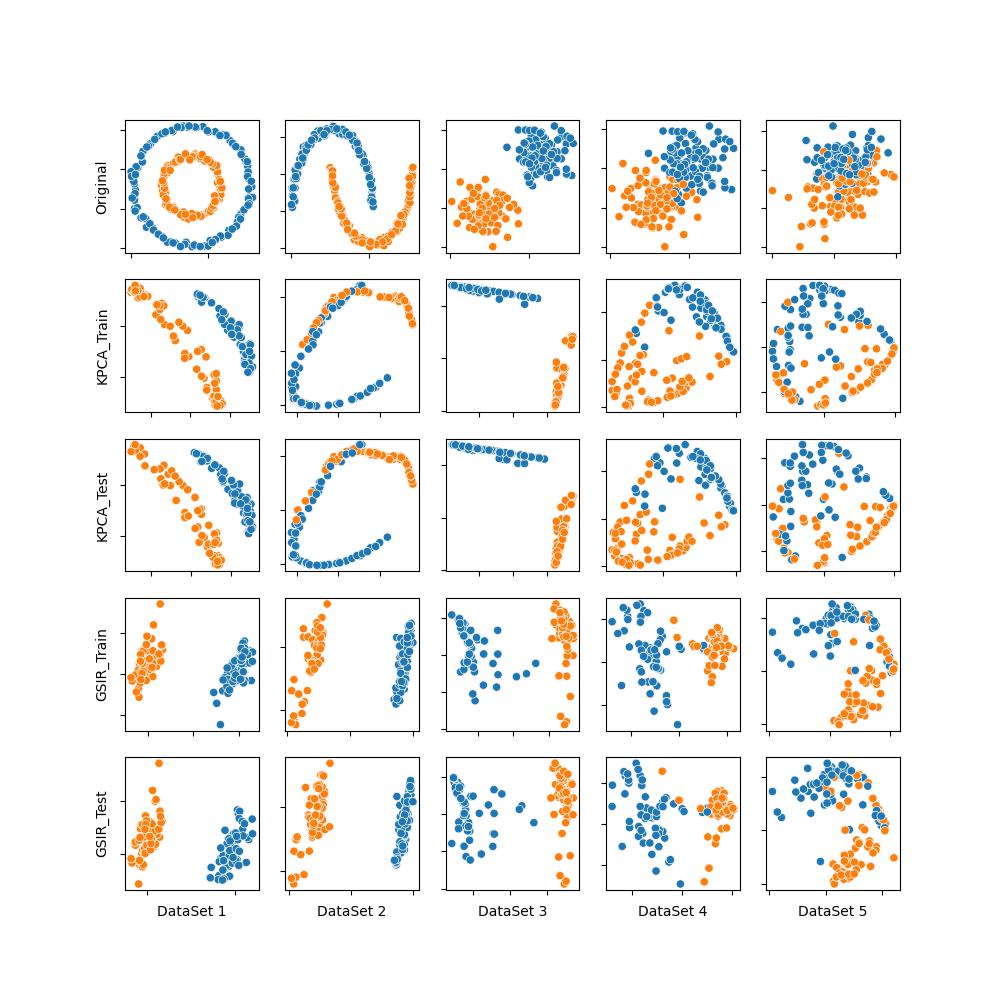 Original
KPCA_Train
KPCA_Test
GSIR_Train
GSIR_Test
DataSet 1
DataSet 2
DataSet 3
DataSet 4
DataSet 5